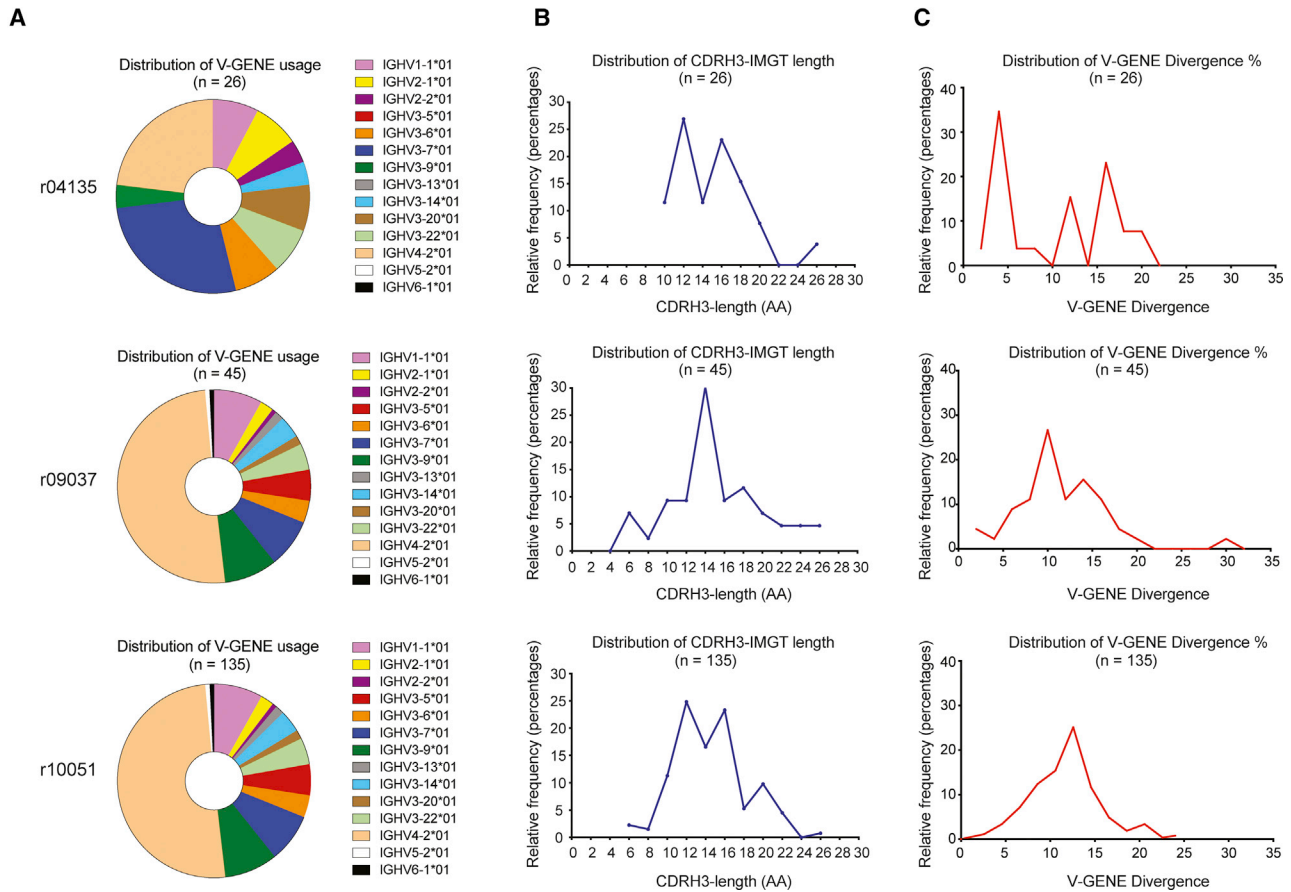 A
B
C
r04135
Distribution of V-GENE usage
(n = 26)
IGHV1-1*01
IGHV2-1*01
IGHV2-2*01
IGHV3-5*01
IGHV3-6*01
IGHV3-7*01
IGHV3-9*01
IGHV3-13*01
IGHV3-14*01
IGHV3-20*01
IGHV3-22*01
IGHV4-2*01
IGHV5-2*01
IGHV6-1*01
Distribution of CDRH3-IMGT length
(n = 26)
Relative frequency (percentages)
30
25
20
15
10
5
0
0 2 4 6 8 10 12 14 16 18 20 22 24 26 28 30
CDRH3-length (AA)
Distribution of V-GENE Divergence %
(n = 26)
Relative frequency (percentages)
40
30
20
10
0
0 5 10 15 20 25 30 35
V-GENE Divergence
r09037
Distribution of V-GENE usage
(n = 45)
IGHV1-1*01
IGHV2-1*01
IGHV2-2*01
IGHV3-5*01
IGHV3-6*01
IGHV3-7*01
IGHV3-9*01
IGHV3-13*01
IGHV3-14*01
IGHV3-20*01
IGHV3-22*01
IGHV4-2*01
IGHV5-2*01
IGHV6-1*01
Distribution of CDRH3-IMGT length
(n = 45)
Relative frequency (percentages)
30
25
20
15
10
5
0
0 2 4 6 8 10 12 14 16 18 20 22 24 26 28 30
CDRH3-length (AA)
Distribution of V-GENE Divergence %
(n = 45)
Relative frequency (percentages)
40
30
20
10
0
0 5 10 15 20 25 30 35
V-GENE Divergence
r10051
Distribution of V-GENE usage
(n = 135)
IGHV1-1*01
IGHV2-1*01
IGHV2-2*01
IGHV3-5*01
IGHV3-6*01
IGHV3-7*01
IGHV3-9*01
IGHV3-13*01
IGHV3-14*01
IGHV3-20*01
IGHV3-22*01
IGHV4-2*01
IGHV5-2*01
IGHV6-1*01
Distribution of CDRH3-IMGT length
(n = 135)
Relative frequency (percentages)
30
25
20
15
10
5
0
0 2 4 6 8 10 12 14 16 18 20 22 24 26 28 30
CDRH3-length (AA)
Distribution of V-GENE Divergence %
(n = 135)
Relative frequency (percentages)
40
30
20
10
0
0 5 10 15 20 25 30 35
V-GENE Divergence